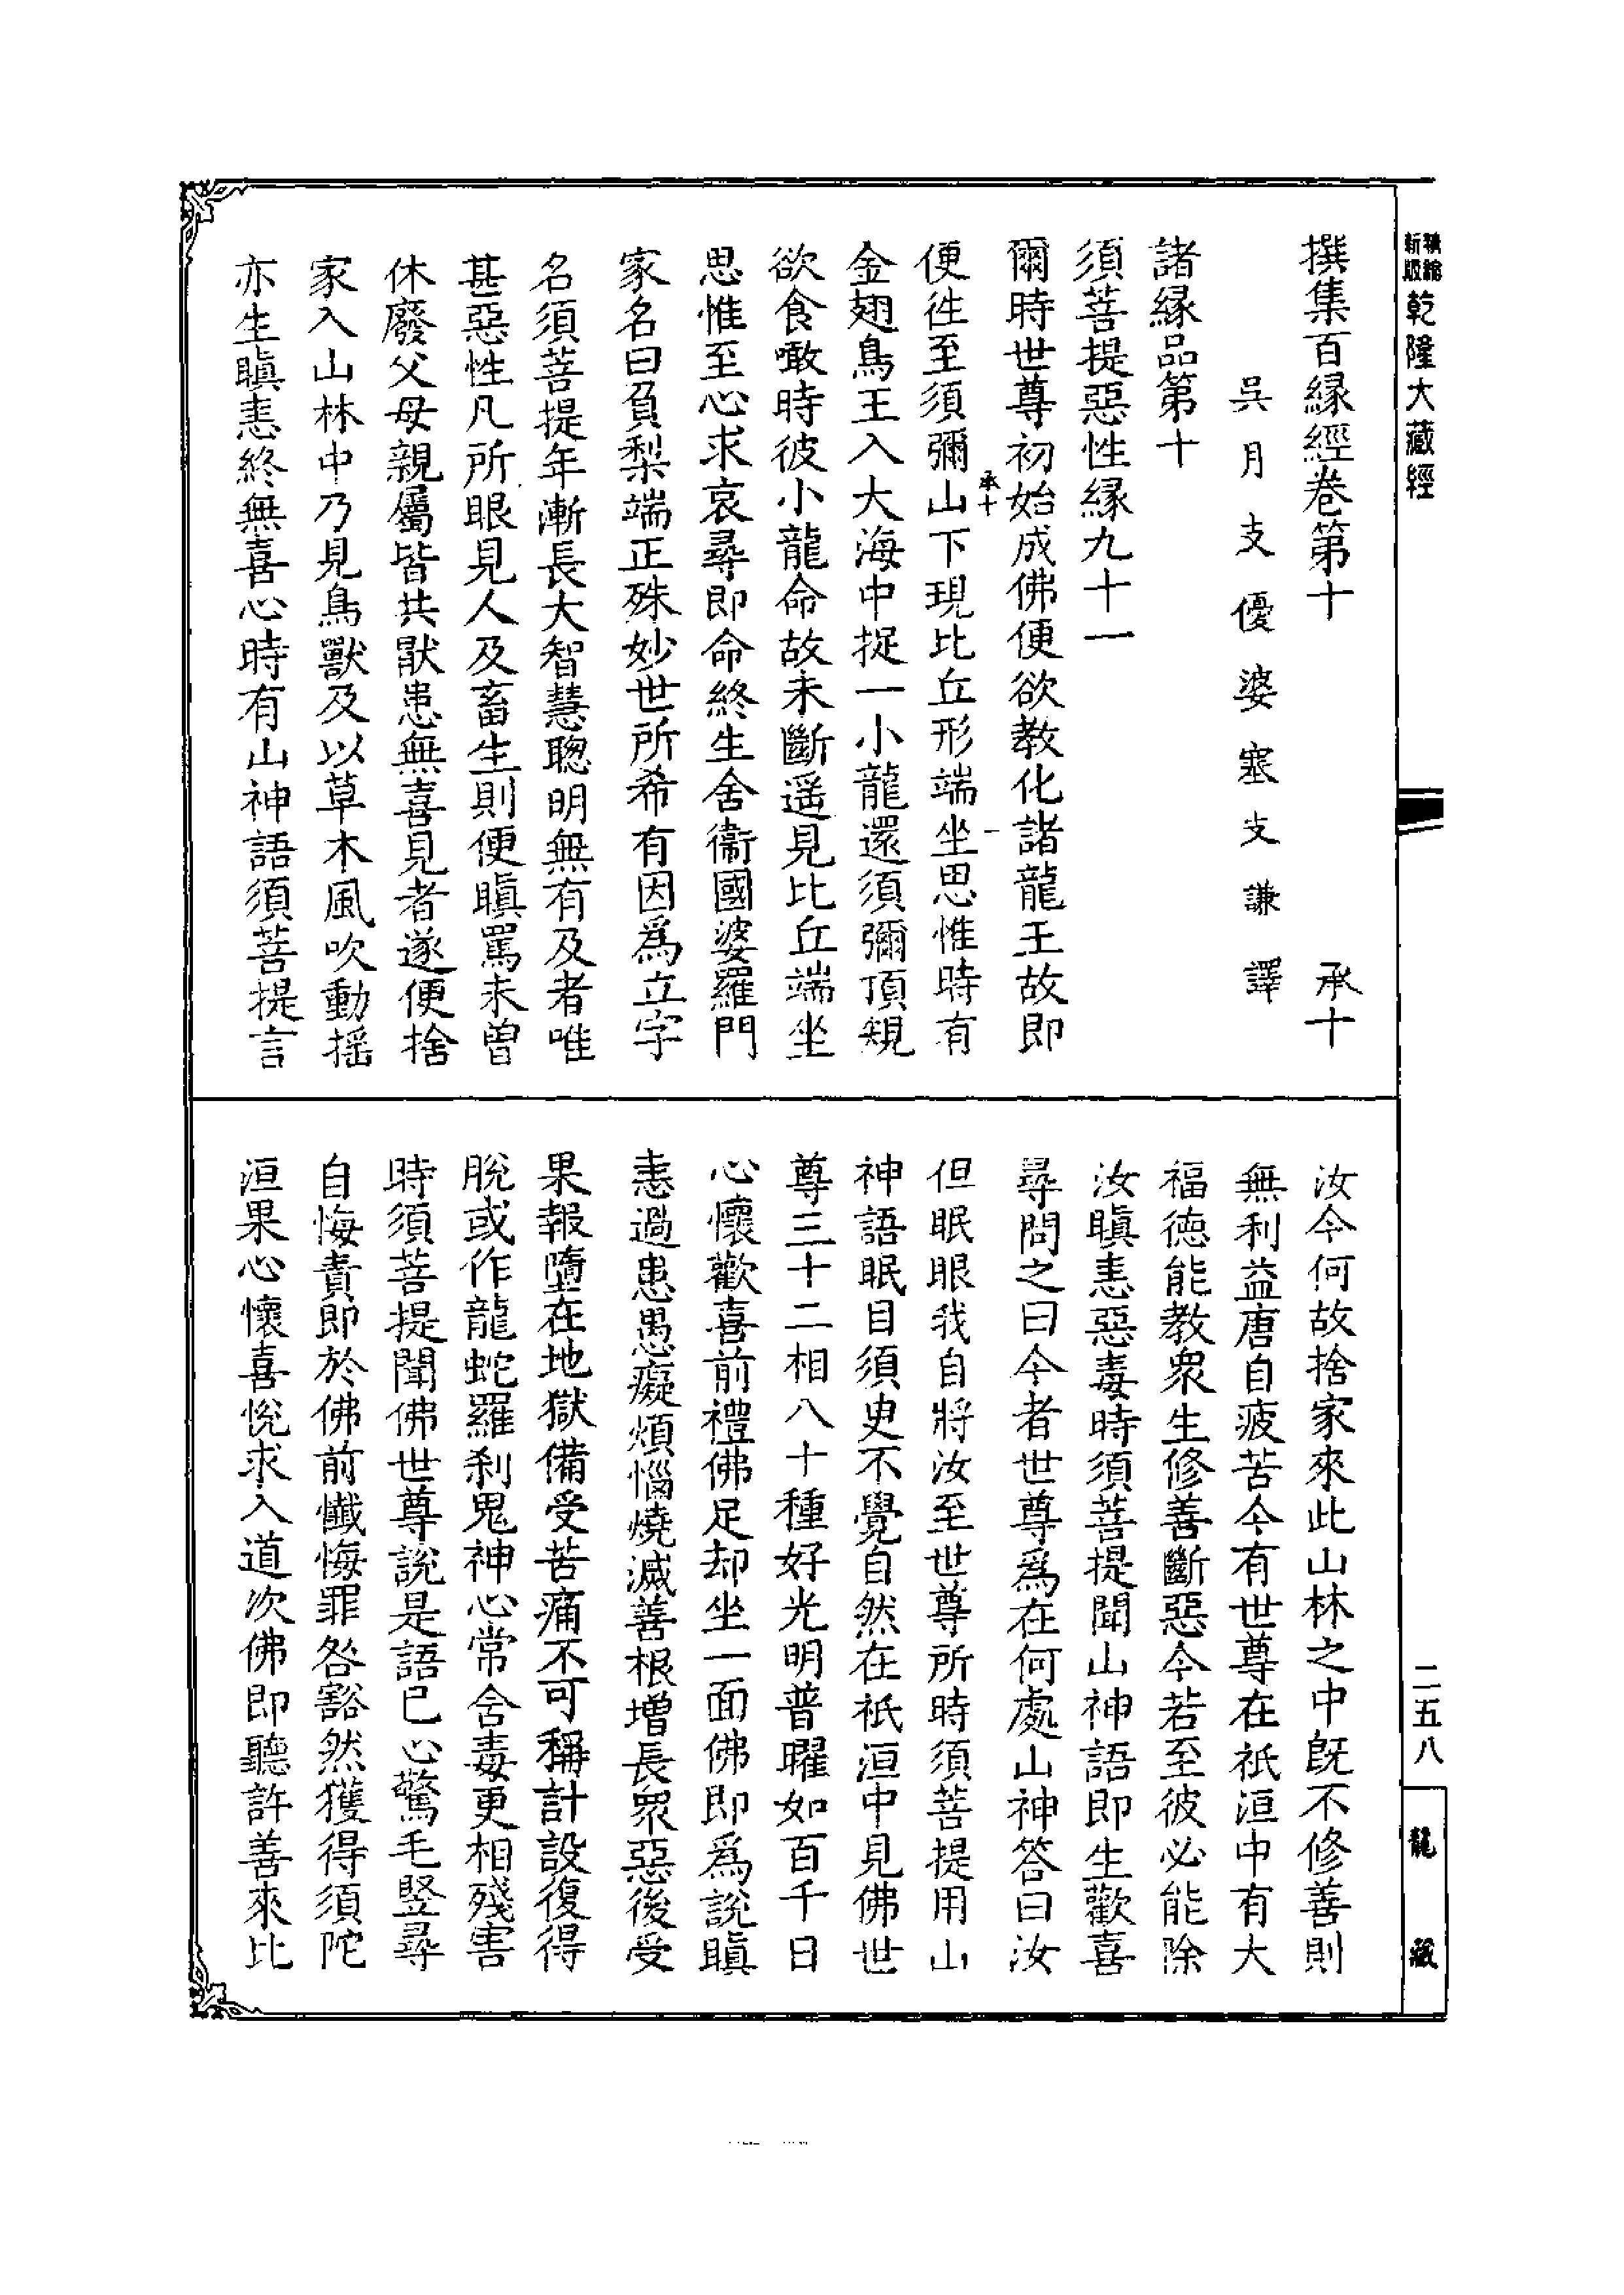 新版 乾隆大藏經
撰集百緣經卷第十 承十
吳月支優婆塞支謙譯
諸緣品第十
須菩提惡性緣九十一
爾時世尊初始成佛便欲教化諸龍王故即
承十 一
便往至須彌山下現比丘形端坐思惟時有
金翅鳥王入大海中捉一小龍還須彌頂規
欲食噉時彼小龍命故未斷遥見比丘端坐
思惟至心求哀尋即命終生舍衞國婆羅門
家名曰負梨端正殊妙世所希有因爲立字
名須菩提年漸長大智慧聰明無有及者唯
甚惡性凡所眼見人及畜生則便瞋罵未曾
休廢父母親屬皆共猒患無喜見者遂便捨
家入山林中乃見鳥獸及以草木風吹動摇
亦生瞋恚終無喜心時有山神語須菩提言
汝今何故捨家來此山林之中旣不修善則
無利益唐自疲苦今有世尊在祇洹中有大
福德能教衆生修善斷惡今若至彼必能除
汝瞋恚惡毒時須菩提聞山神語即生歡喜
尋問之曰今者世尊爲在何處山神答曰汝
但眠眼我自將汝至世尊所時須菩提用山
神語眠目須臾不覺自然在祇洹中見佛世
尊三十二相八十種好光明普曜如百千日
心懷歡喜前禮佛足却坐一面佛即爲說瞋
恚過患愚癡煩惱燒滅善根增長衆惡後受
果報墮在地獄備受苦痛不可稱計設復得
脫或作龍蛇羅刹鬼神心常含毒更相殘害
時須菩提聞佛世尊說是語已心驚毛竪尋
自悔責即於佛前懺悔罪咎豁然獲得須陀
洹果心懷喜悅求入道次佛即聽許善來比
二五八
龍藏